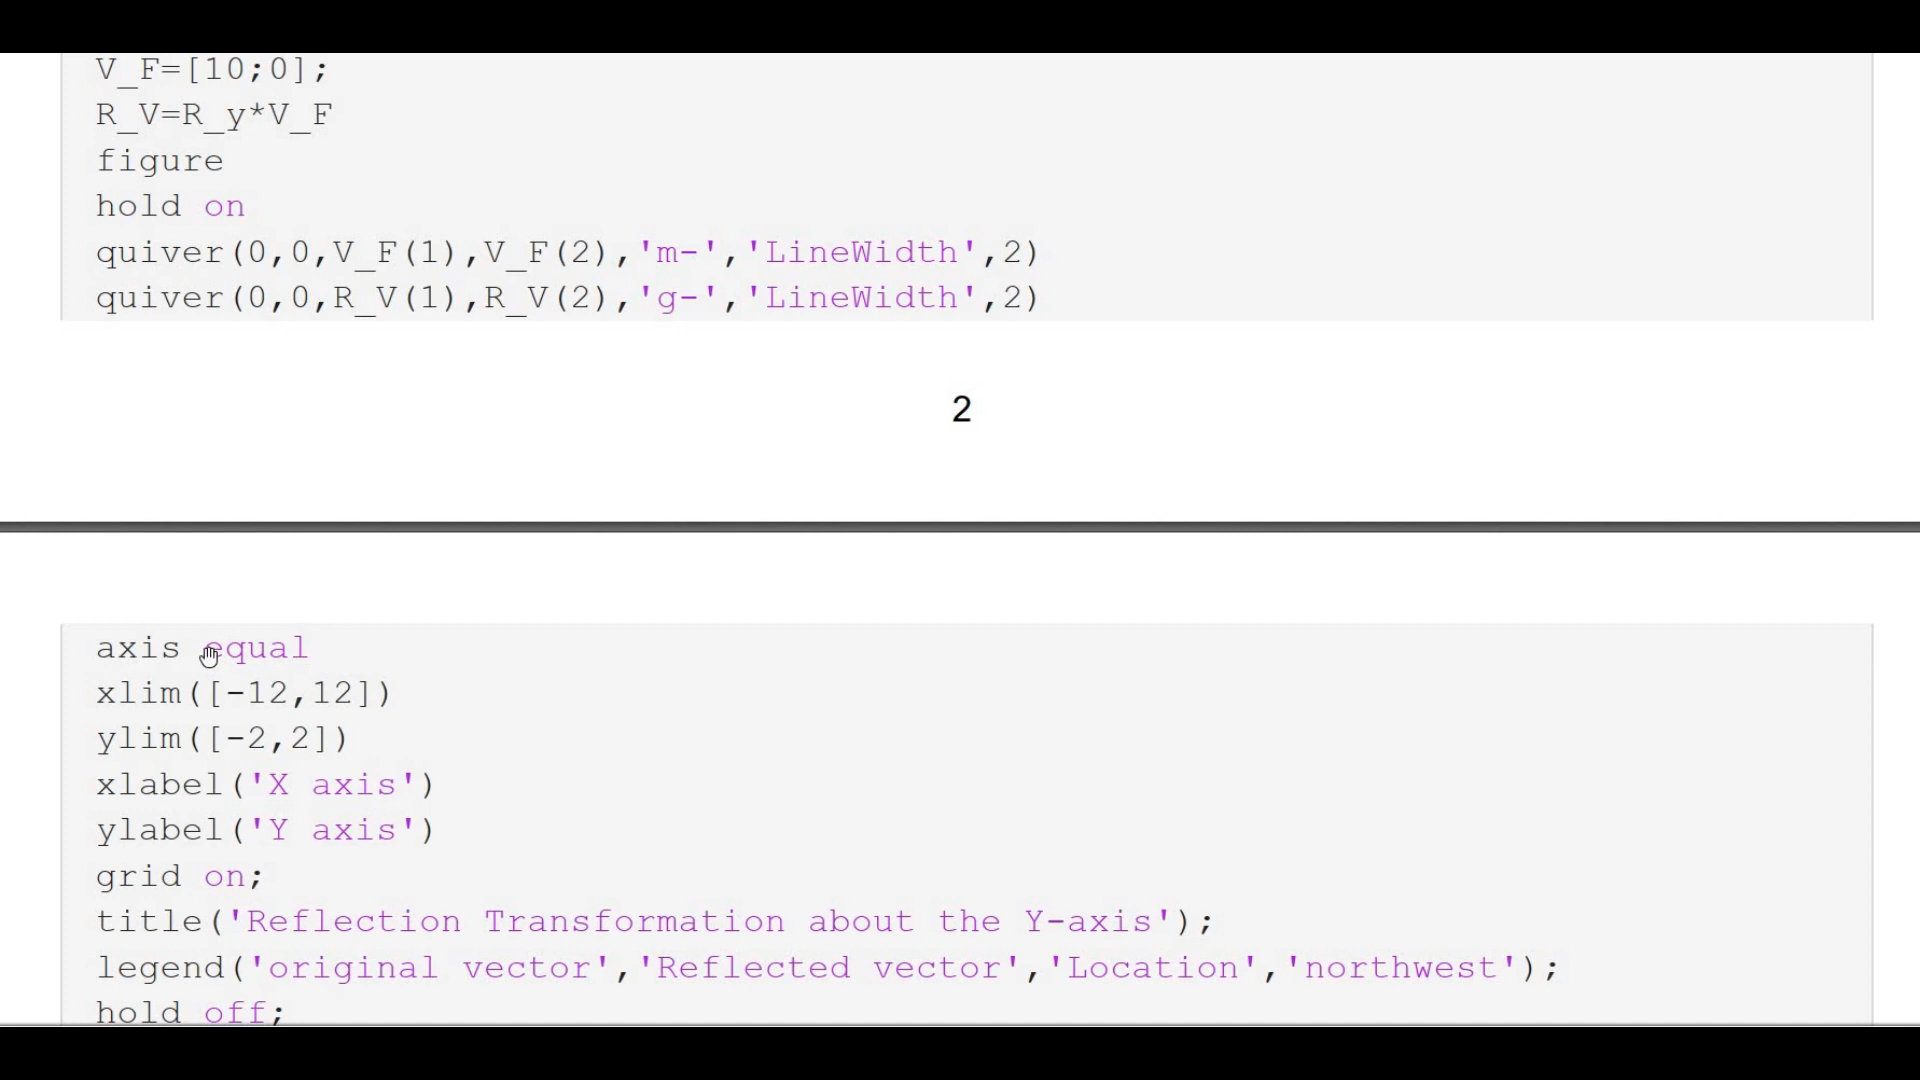 V_F=[10;0];
R_V=R_y*V_F
figure
hold on
quiver(0,0,V_F(1),V_F(2),'m-','LineWidth',2)
quiver(0,0,R_V(1),R_V(2),'g-','LineWidth',2)
2
axis equal
xlim([-12,12])
ylim([-2,2])
xlabel('X axis')
ylabel('Y axis')
grid on;
title('Reflection Transformation about the Y-axis');
legend('original vector','Reflected vector','Location','northwest');
hold off;